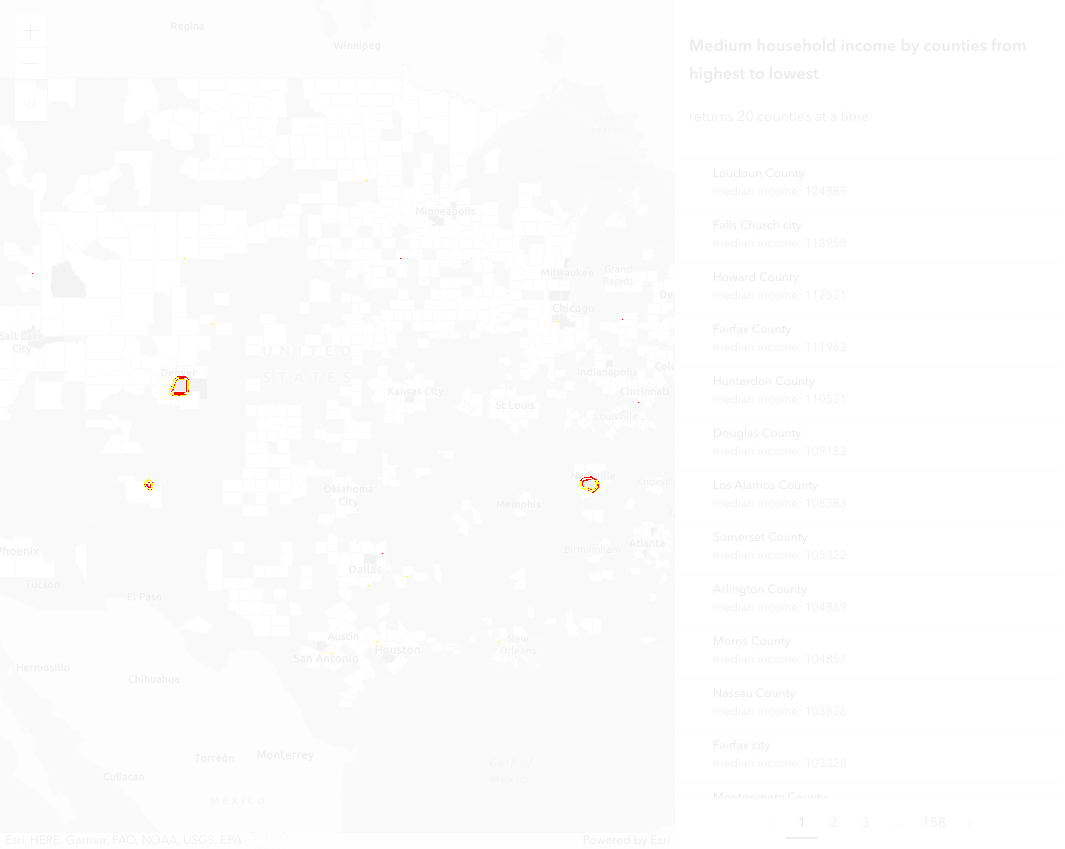 +
Regina
Winnipeg
−
«
Minneapolis
Milwaukee
Grand
Rapids
Chicago
Salt Lake
City
UNITED
STATES
Denver
Indianapolis
Kansas City
Cincinnati
St Louis
Louisville
Nashville
Oklahoma
City
Memphis
Birmingham
Atlanta
Phoenix
Dallas
Tucson
El Paso
Austin
New
Orleans
Houston
San Antonio
Hermosillo
Chihuahua
Torreón
Monterrey
Gulf of
Mexico
Culiacan
MÉXICO
Esri, HERE, Garmin, FAO, NOAA, USGS, EPA
Powered by Esri
Medium household income by counties from
highest to lowest
returns 20 counties at a time
Loudoun County
median income: 124885
Falls Church city
median income: 118958
Howard County
median income: 112531
Fairfax County
median income: 111963
Hunterdon County
median income: 110531
Douglas County
median income: 109183
Los Alamos County
median income: 108383
Somerset County
median income: 105322
Arlington County
median income: 104869
Morris County
median income: 104857
Nassau County
median income: 103836
Fairfax city
median income: 103320
Montgomery County
1 2 3 ... 158 >